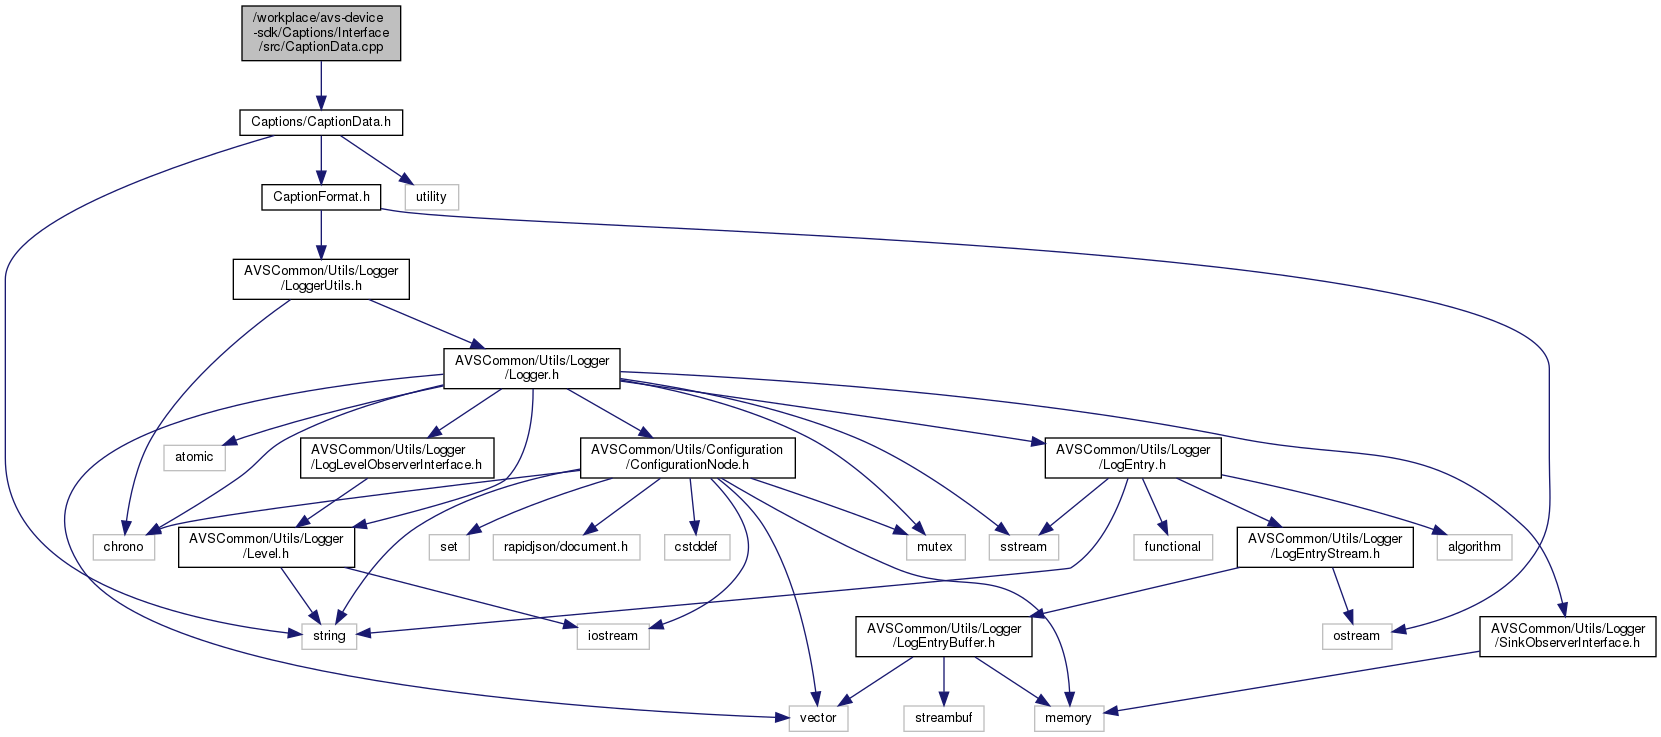 /workplace/avs-device
-sdk/Captions/Interface
/src/CaptionData.cpp
Captions/CaptionData.h
CaptionFormat.h
utility
AVSCommon/Utils/Logger
/LoggerUtils.h
AVSCommon/Utils/Logger
/Logger.h
atomic
AVSCommon/Utils/Logger
/LogLevelObserverInterface.h
AVSCommon/Utils/Configuration
/ConfigurationNode.h
AVSCommon/Utils/Logger
/LogEntry.h
chrono
AVSCommon/Utils/Logger
/Level.h
set
rapidjson/document.h
cstddef
mutex
sstream
functional
AVSCommon/Utils/Logger
/LogEntryStream.h
algorithm
string
iostream
AVSCommon/Utils/Logger
/LogEntryBuffer.h
ostream
AVSCommon/Utils/Logger
/SinkObserverInterface.h
vector
streambuf
memory